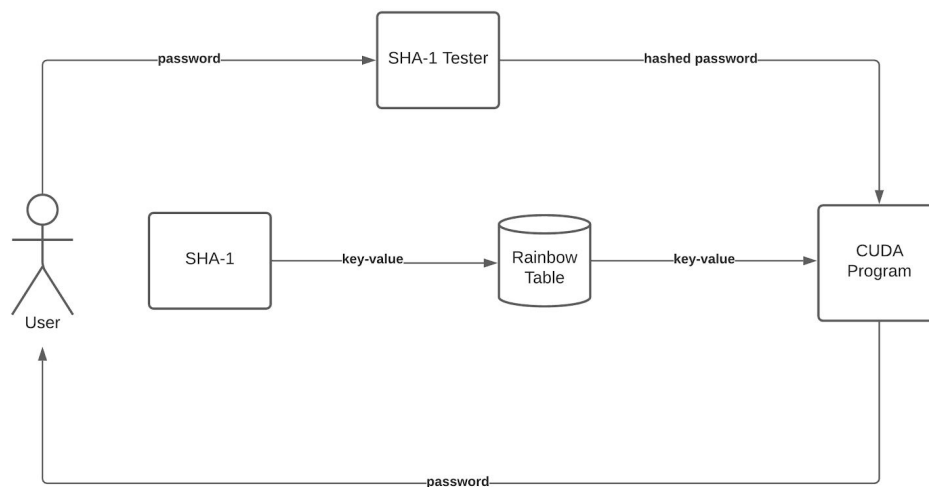 password
SHA-1 Tester
hashed password
User
SHA-1
key-value
Rainbow
Table
key-value
CUDA
Program
password